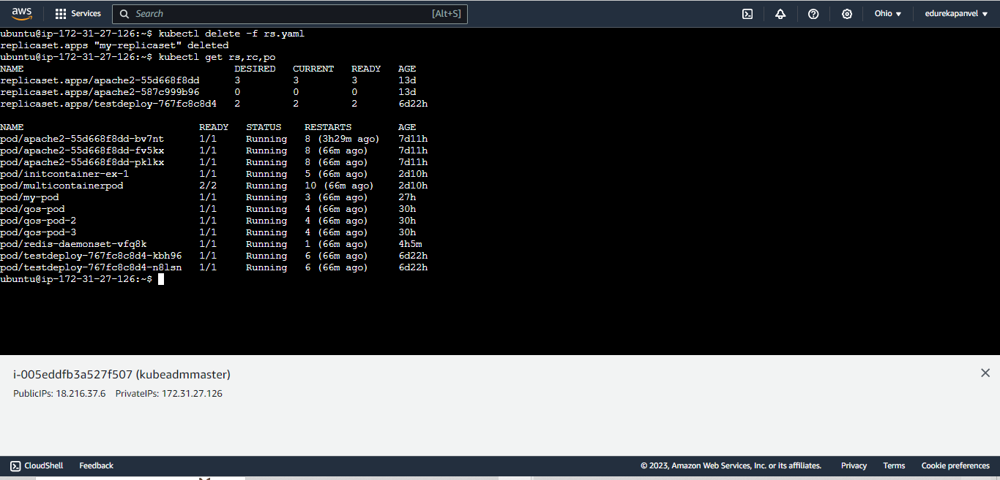 aws Services Search [Alt+S] Ohio edurekapanvel
ubuntu@ip-172-31-27-126:~$ kubectl delete -f rs.yaml
replicaset.apps "my-replicaset" deleted
ubuntu@ip-172-31-27-126:~$ kubectl get rs,rc,po
NAME DESIRED CURRENT READY AGE
replicaset.apps/apache2-55d668f8dd 3 3 3 13d
replicaset.apps/apache2-587c999b96 0 0 0 13d
replicaset.apps/testdeploy-767fc8c8d4 2 2 2 6d22h
NAME READY STATUS RESTARTS AGE
pod/apache2-55d668f8dd-bv7nt 1/1 Running 8 (3h29m ago) 7d11h
pod/apache2-55d668f8dd-fv5kx 1/1 Running 8 (66m ago) 7d11h
pod/apache2-55d668f8dd-pklkx 1/1 Running 8 (66m ago) 7d11h
pod/initcontainer-ex-1 1/1 Running 5 (66m ago) 2d10h
pod/multicontainerpod 2/2 Running 10 (66m ago) 2d10h
pod/my-pod 1/1 Running 3 (66m ago) 27h
pod/qos-pod 1/1 Running 4 (66m ago) 30h
pod/qos-pod-2 1/1 Running 4 (66m ago) 30h
pod/qos-pod-3 1/1 Running 4 (66m ago) 30h
pod/redis-daemonset-vfq8k 1/1 Running 1 (66m ago) 4h5m
pod/testdeploy-767fc8c8d4-kbh96 1/1 Running 6 (66m ago) 6d22h
pod/testdeploy-767fc8c8d4-n8lsn 1/1 Running 6 (66m ago) 6d22h
ubuntu@ip-172-31-27-126:~$
i-005eddfb3a527f507 (kubeadmmaster)
PublicIPs: 18.216.37.6 PrivateIPs: 172.31.27.126
CloudShell Feedback © 2023, Amazon Web Services, Inc. or its affiliates. Privacy Terms Cookie preferences